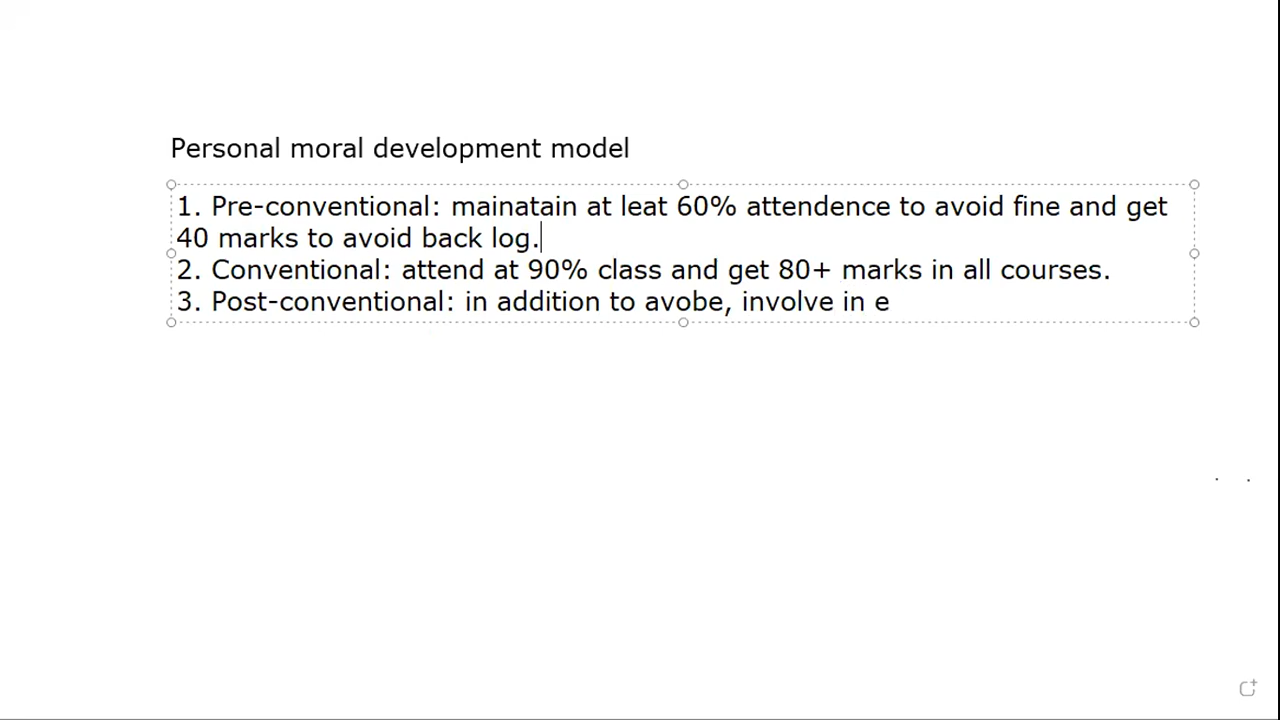 Personal moral development model
1. Pre-conventional: mainatain at leat 60% attendence to avoid fine and get
40 marks to avoid back log.
2. Conventional: attend at 90% class and get 80+ marks in all courses.
3. Post-conventional: in addition to avobe, involve in e